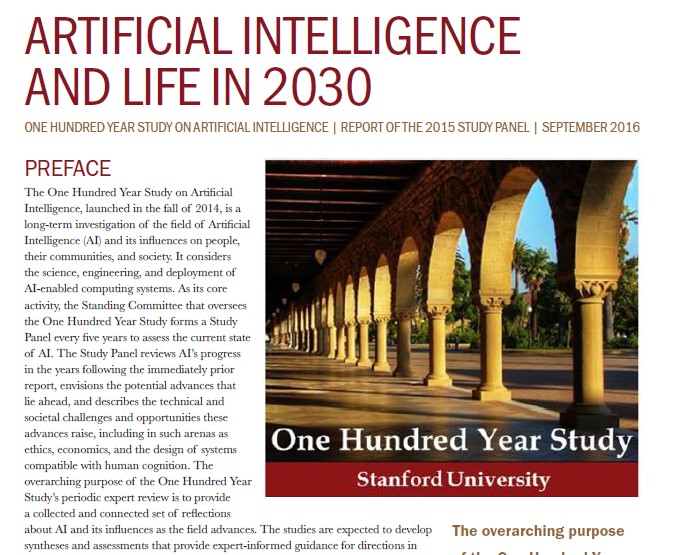 ARTIFICIAL INTELLIGENCE
AND LIFE IN 2030
ONE HUNDRED YEAR STUDY ON ARTIFICIAL INTELLIGENCE | REPORT OF THE 2015 STUDY PANEL | SEPTEMBER 2016
PREFACE
The One Hundred Year Study on Artificial
Intelligence, launched in the fall of 2014, is a
long-term investigation of the field of Artificial
Intelligence (AI) and its influences on people,
their communities, and society. It considers
the science, engineering, and deployment of
AI-enabled computing systems. As its core
activity, the Standing Committee that oversees
the One Hundred Year Study forms a Study
Panel every five years to assess the current state
of AI. The Study Panel reviews AI's progress
in the years following the immediately prior
report, envisions the potential advances that
lie ahead, and describes the technical and
societal challenges and opportunities these
advances raise, including in such arenas as
ethics, economics, and the design of systems
compatible with human cognition. The
overarching purpose of the One Hundred Year
Study's periodic expert review is to provide
a collected and connected set of reflections
about AI and its influences as the field advances. The studies are expected to develop
syntheses and assessments that provide expert-informed guidance for directions in
One Hundred Year Study
Stanford University
The overarching purpose
of the One Hundred Y